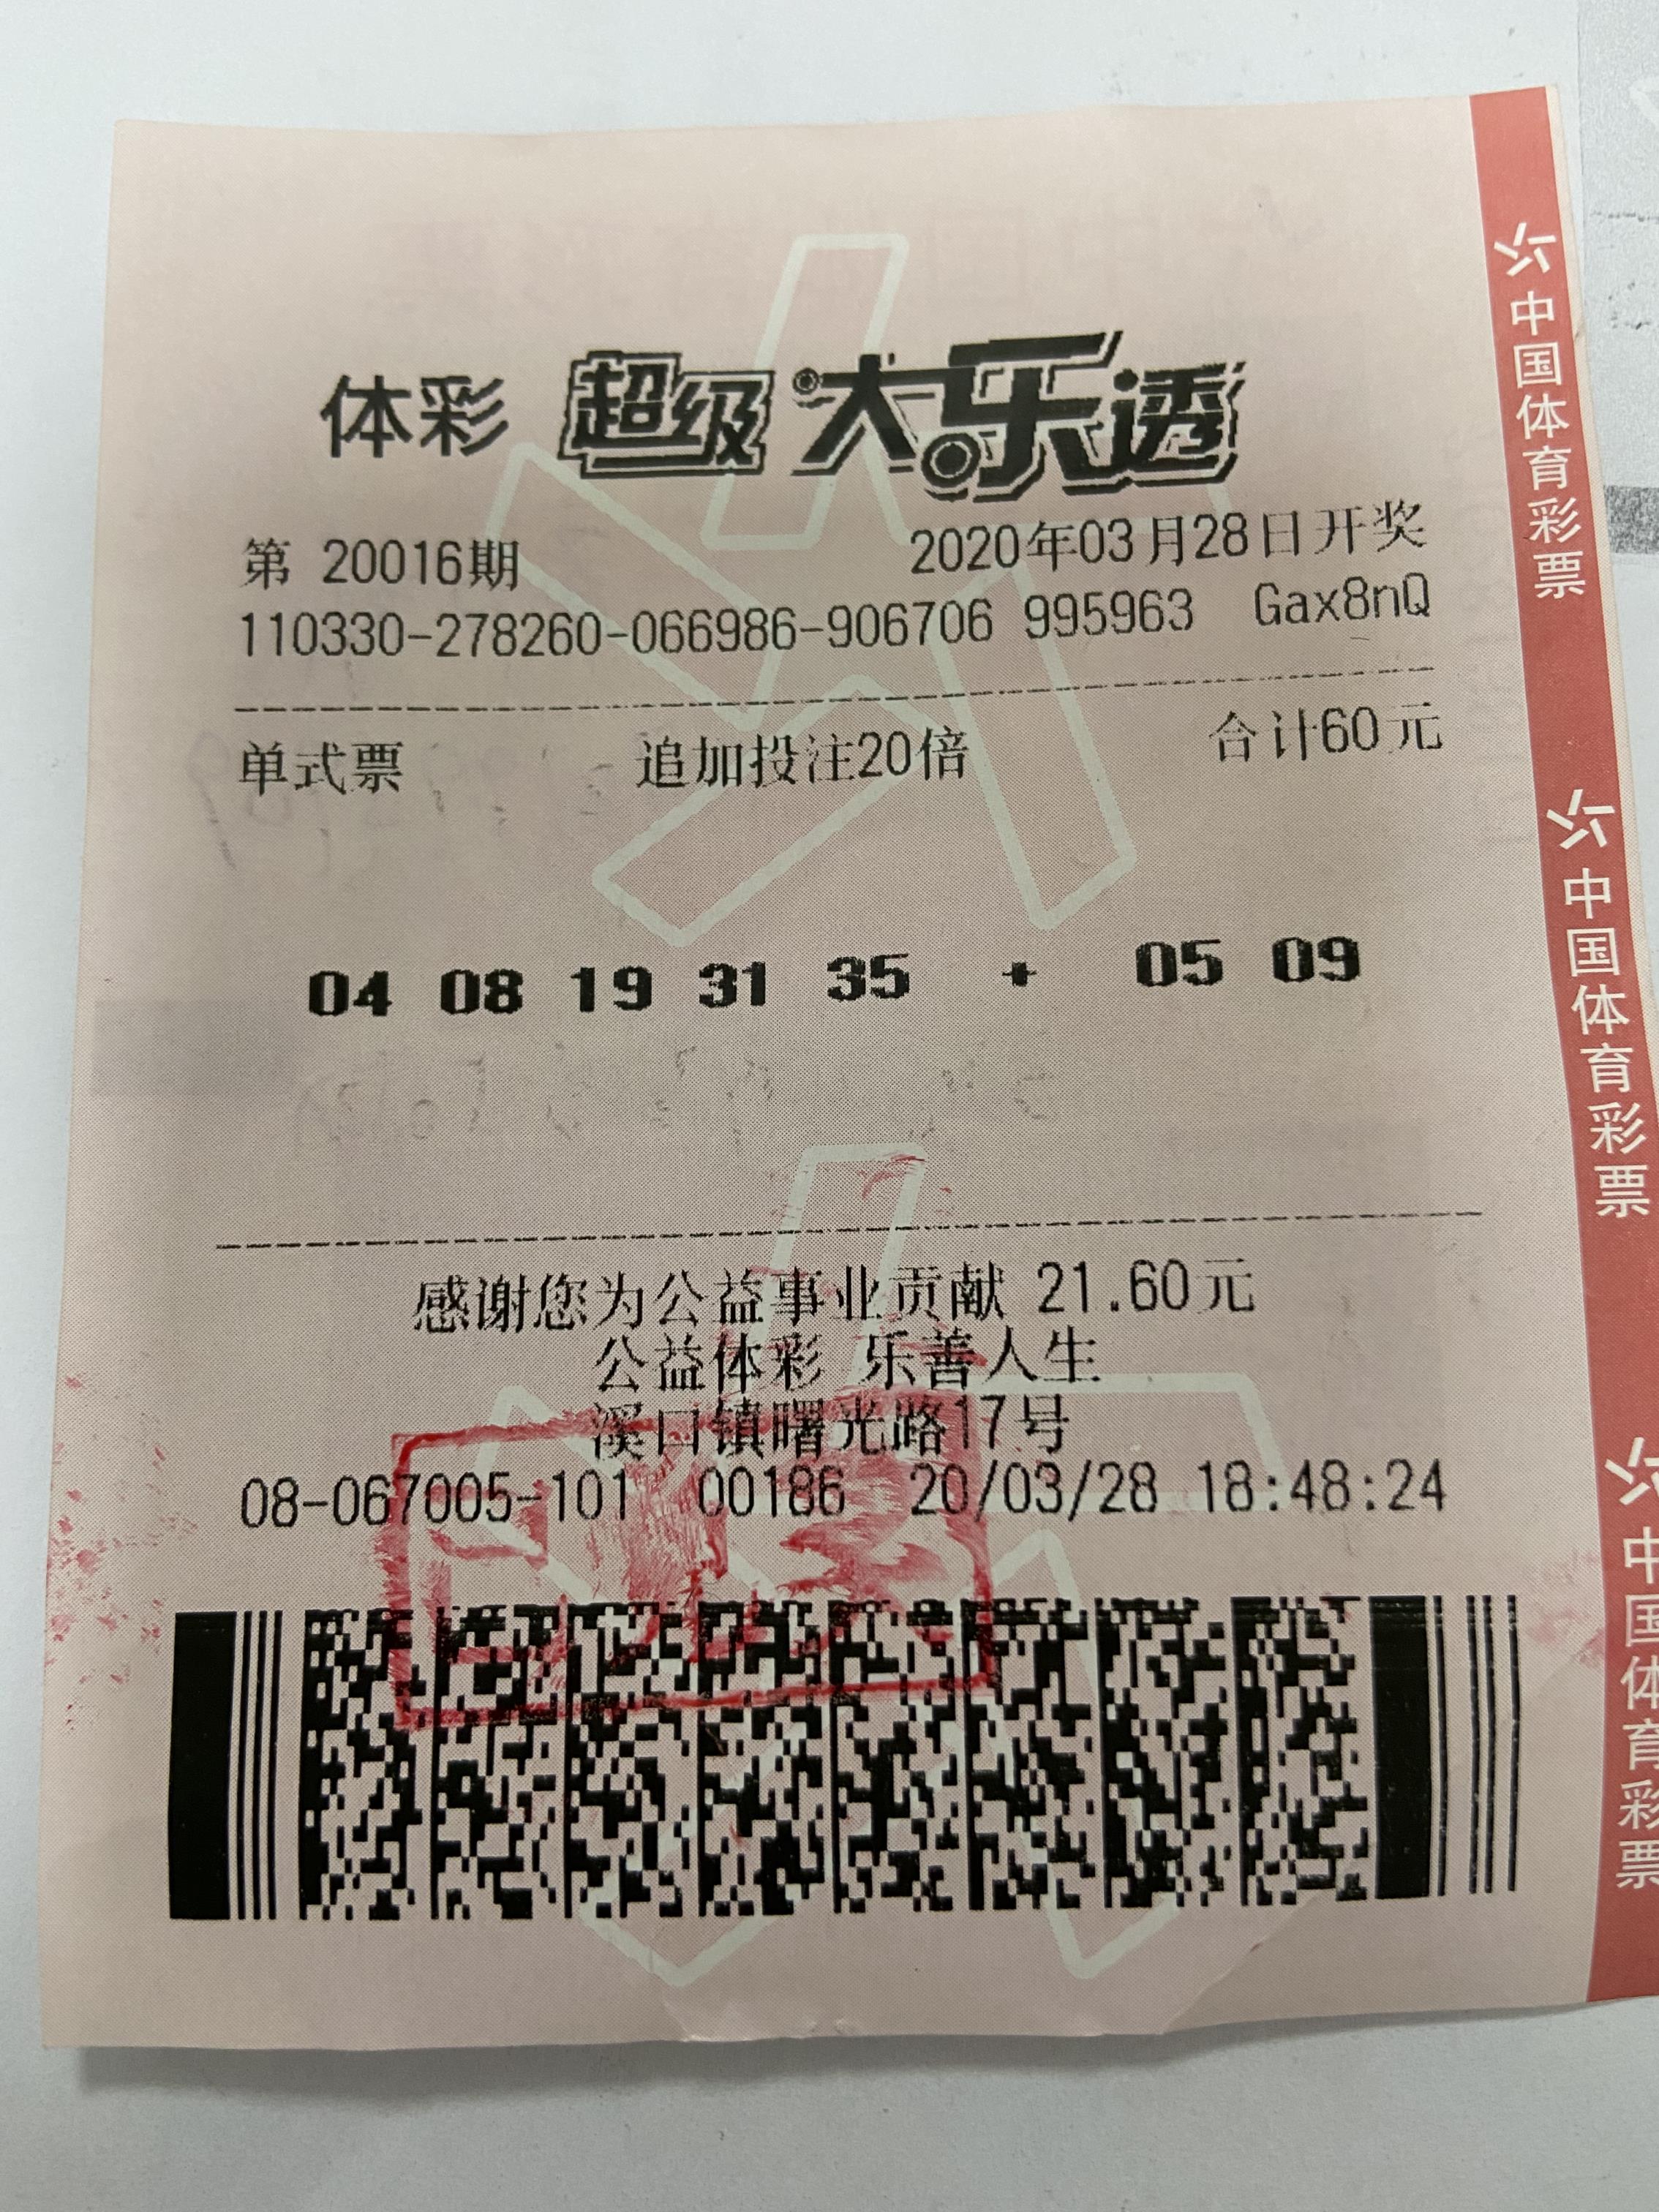 体彩 超级大乐透
第 20016期 2020年03月28日开奖
110330-278260-066986-906706 995963 Gax8nQ
单式票 追加投注20倍 合计60元
04 08 19 31 35 + 05 09
感谢您为公益事业贡献 21.60元
公益体彩 乐善人生
溪口镇曙光路17号
08-067005-101 00186 20/03/28 18:48:24
中国体育彩票
中国体育彩票
中国体育彩票